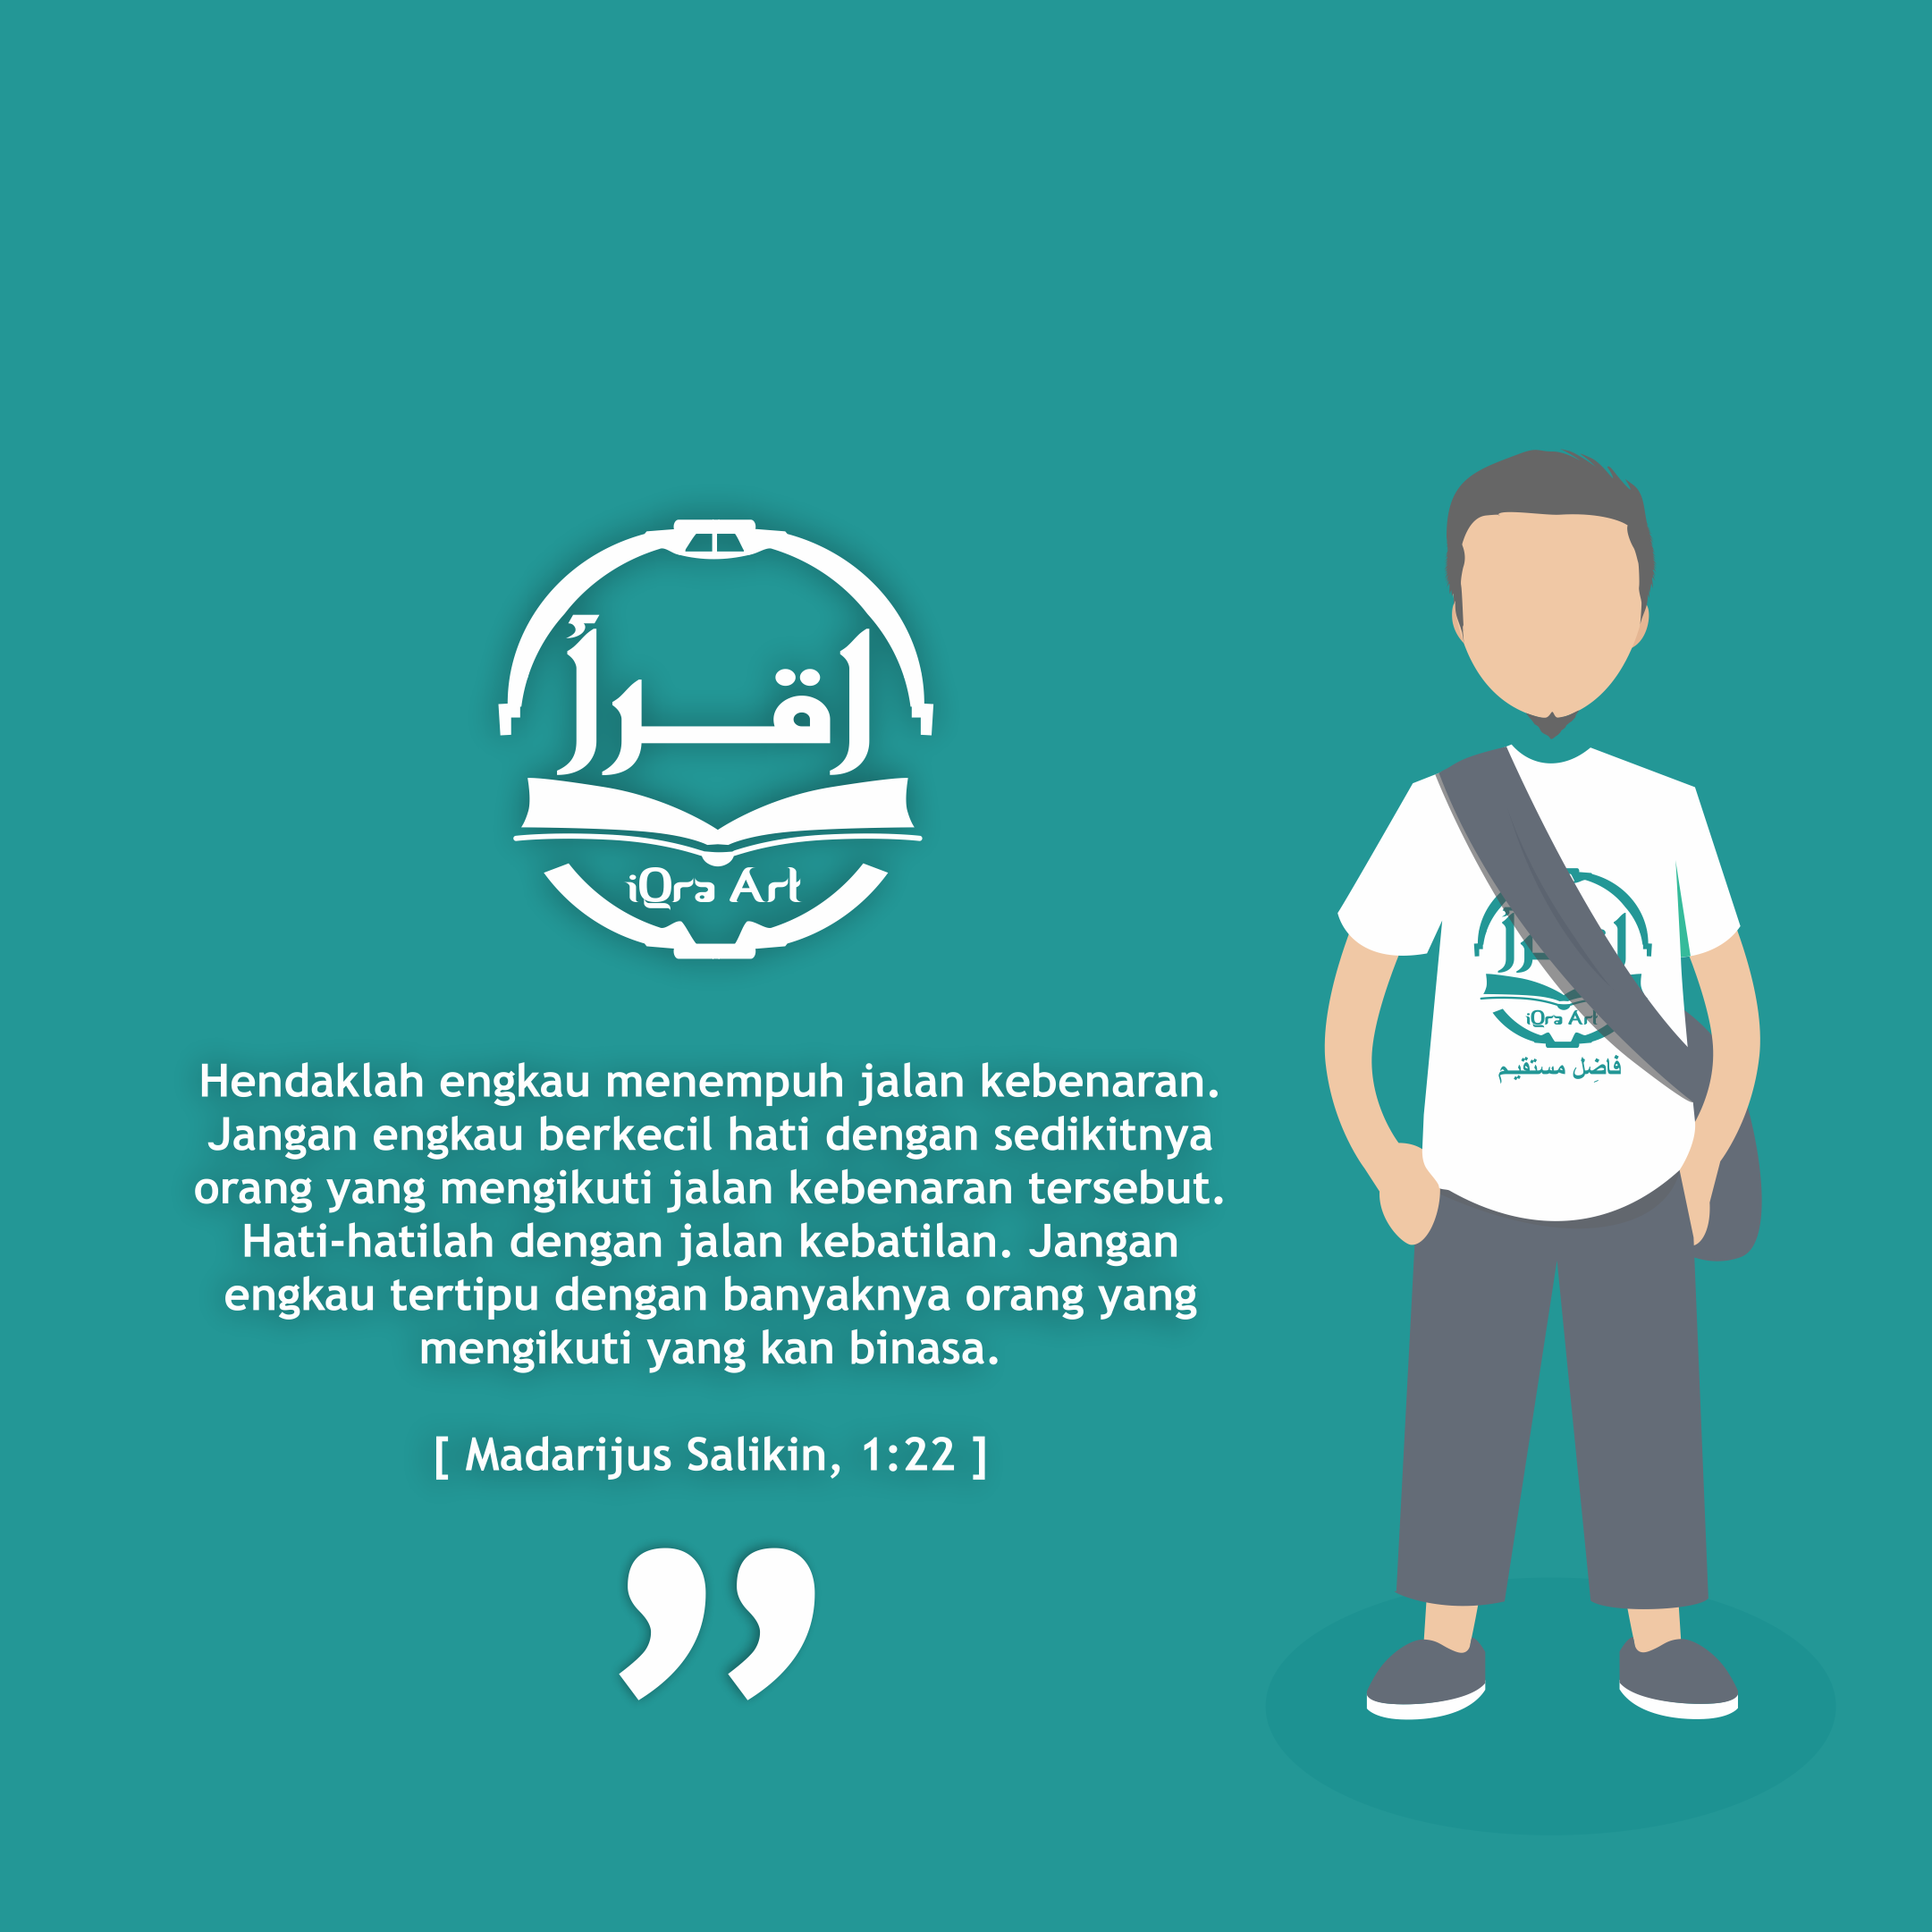 اقرأ
iQra Art
Hendaklah engkau menempuh jalan kebenaran.
Jangan engkau berkecil hati dengan sedikitnya
orang yang mengikuti jalan kebenaran tersebut.
Hati-hatilah dengan jalan kebatilan. Jangan
engkau tertipu dengan banyaknya orang yang
mengikuti yang kan binasa.
[ Madarijus Salikin, 1:22 ]
”
iQra Art
فاضِل مستقيم